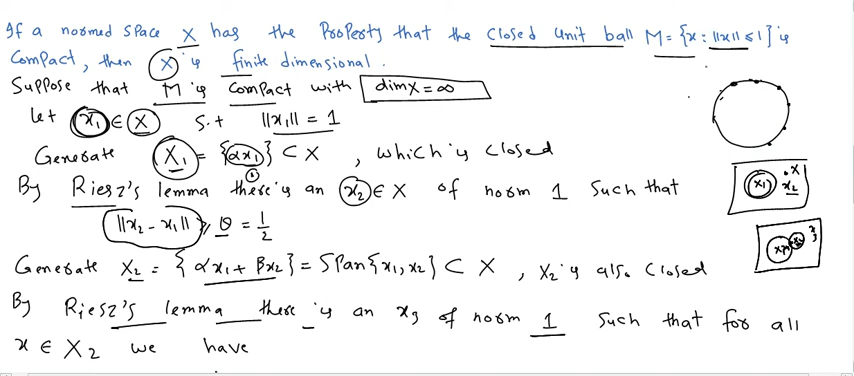 If a normed space X has the Property that the closed unit ball M = {x : ||x|| ≤ 1} is
Compact, then X is finite dimensional.
Suppose that M is Compact with dim X = ∞
let x₁ ∈ X s.t ||x₁|| = 1
Generate X₁ = {αx₁} ⊂ X , which is closed
By Riesz's lemma there is an x₂ ∈ X of norm 1 such that
||x₂ - x₁|| ≥ θ = 1/2
Generate X₂ = {αx₁ + βx₂} = Span{x₁, x₂} ⊂ X , X₂ is also closed
By Riesz's lemma there is an x₃ of norm 1 such that for all
x ∈ X₂ we have
x₁ X
x₂